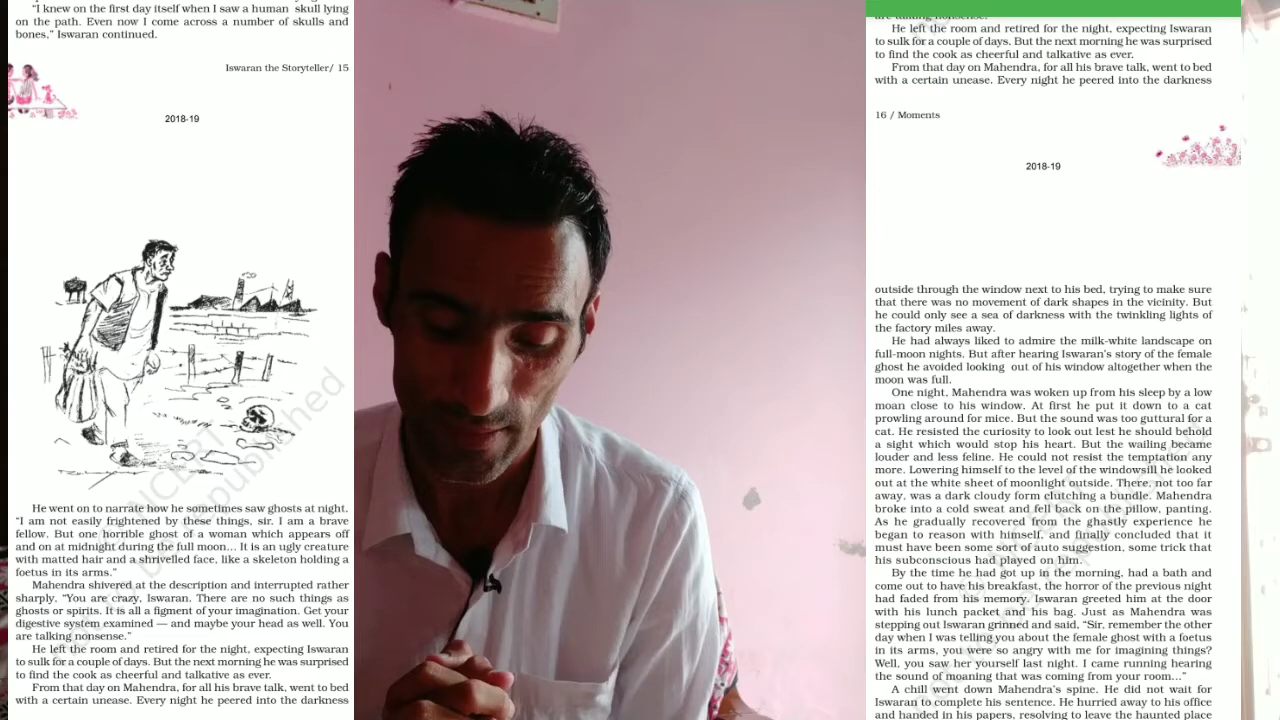 “I knew on the first day itself when I saw a human skull lying
on the path. Even now I come across a number of skulls and
bones,” Iswaran continued.
Iswaran the Storyteller/ 15
2018-19
He went on to narrate how he sometimes saw ghosts at night.
“I am not easily frightened by these things, sir. I am a brave
fellow. But one horrible ghost of a woman which appears off
and on at midnight during the full moon... It is an ugly creature
with matted hair and a shrivelled face, like a skeleton holding a
foetus in its arms.”
Mahendra shivered at the description and interrupted rather
sharply, “You are crazy, Iswaran. There are no such things as
ghosts or spirits. It is all a figment of your imagination. Get your
digestive system examined — and maybe your head as well. You
are talking nonsense.”
He left the room and retired for the night, expecting Iswaran
to sulk for a couple of days. But the next morning he was surprised
to find the cook as cheerful and talkative as ever.
From that day on Mahendra, for all his brave talk, went to bed
with a certain unease. Every night he peered into the darkness
are talking nonsense.”
He left the room and retired for the night, expecting Iswaran
to sulk for a couple of days. But the next morning he was surprised
to find the cook as cheerful and talkative as ever.
From that day on Mahendra, for all his brave talk, went to bed
with a certain unease. Every night he peered into the darkness
16 / Moments
2018-19
outside through the window next to his bed, trying to make sure
that there was no movement of dark shapes in the vicinity. But
he could only see a sea of darkness with the twinkling lights of
the factory miles away.
He had always liked to admire the milk-white landscape on
full-moon nights. But after hearing Iswaran’s story of the female
ghost he avoided looking out of his window altogether when the
moon was full.
One night, Mahendra was woken up from his sleep by a low
moan close to his window. At first he put it down to a cat
prowling around for mice. But the sound was too guttural for a
cat. He resisted the curiosity to look out lest he should behold
a sight which would stop his heart. But the wailing became
louder and less feline. He could not resist the temptation any
more. Lowering himself to the level of the windowsill he looked
out at the white sheet of moonlight outside. There, not too far
away, was a dark cloudy form clutching a bundle. Mahendra
broke into a cold sweat and fell back on the pillow, panting.
As he gradually recovered from the ghastly experience he
began to reason with himself, and finally concluded that it
must have been some sort of auto suggestion, some trick that
his subconscious had played on him.
By the time he had got up in the morning, had a bath and
come out to have his breakfast, the horror of the previous night
had faded from his memory. Iswaran greeted him at the door
with his lunch packet and his bag. Just as Mahendra was
stepping out Iswaran grinned and said, “Sir, remember the other
day when I was telling you about the female ghost with a foetus
in its arms, you were so angry with me for imagining things?
Well, you saw her yourself last night. I came running hearing
the sound of moaning that was coming from your room...”
A chill went down Mahendra’s spine. He did not wait for
Iswaran to complete his sentence. He hurried away to his office
and handed in his papers, resolving to leave the haunted place